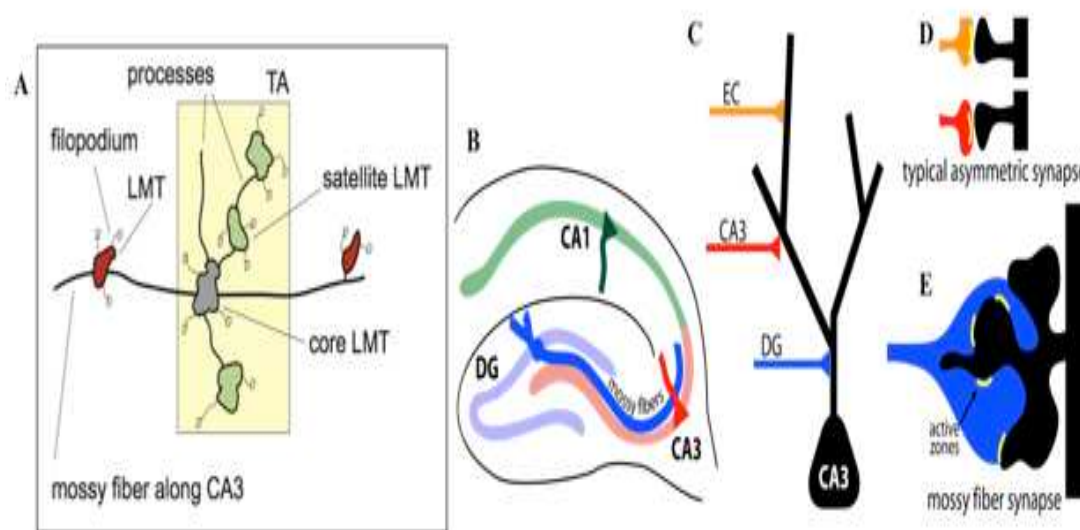 A
processes
TA
filopodium
LMT
satellite LMT
core LMT
mossy fiber along CA3
B
CA1
DG
mossy fibers
CA3
C
EC
CA3
DG
CA3
D
typical asymmetric synapse
E
active
zones
mossy fiber synapse